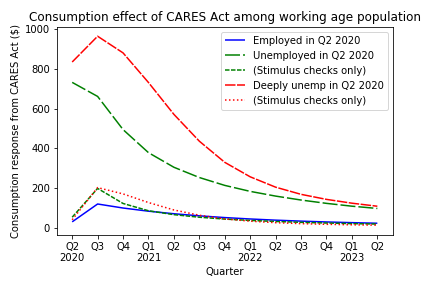 Consumption effect of CARES Act among working age population
Consumption response from CARES Act ($)
1000
800
600
400
200
0
Employed in Q2 2020
Unemployed in Q2 2020
(Stimulus checks only)
Deeply unemp in Q2 2020
(Stimulus checks only)
Q2 Q3 Q4 Q1 Q2 Q3 Q4 Q1 Q2 Q3 Q4 Q1 Q2
2020 2021 2022 2023
Quarter